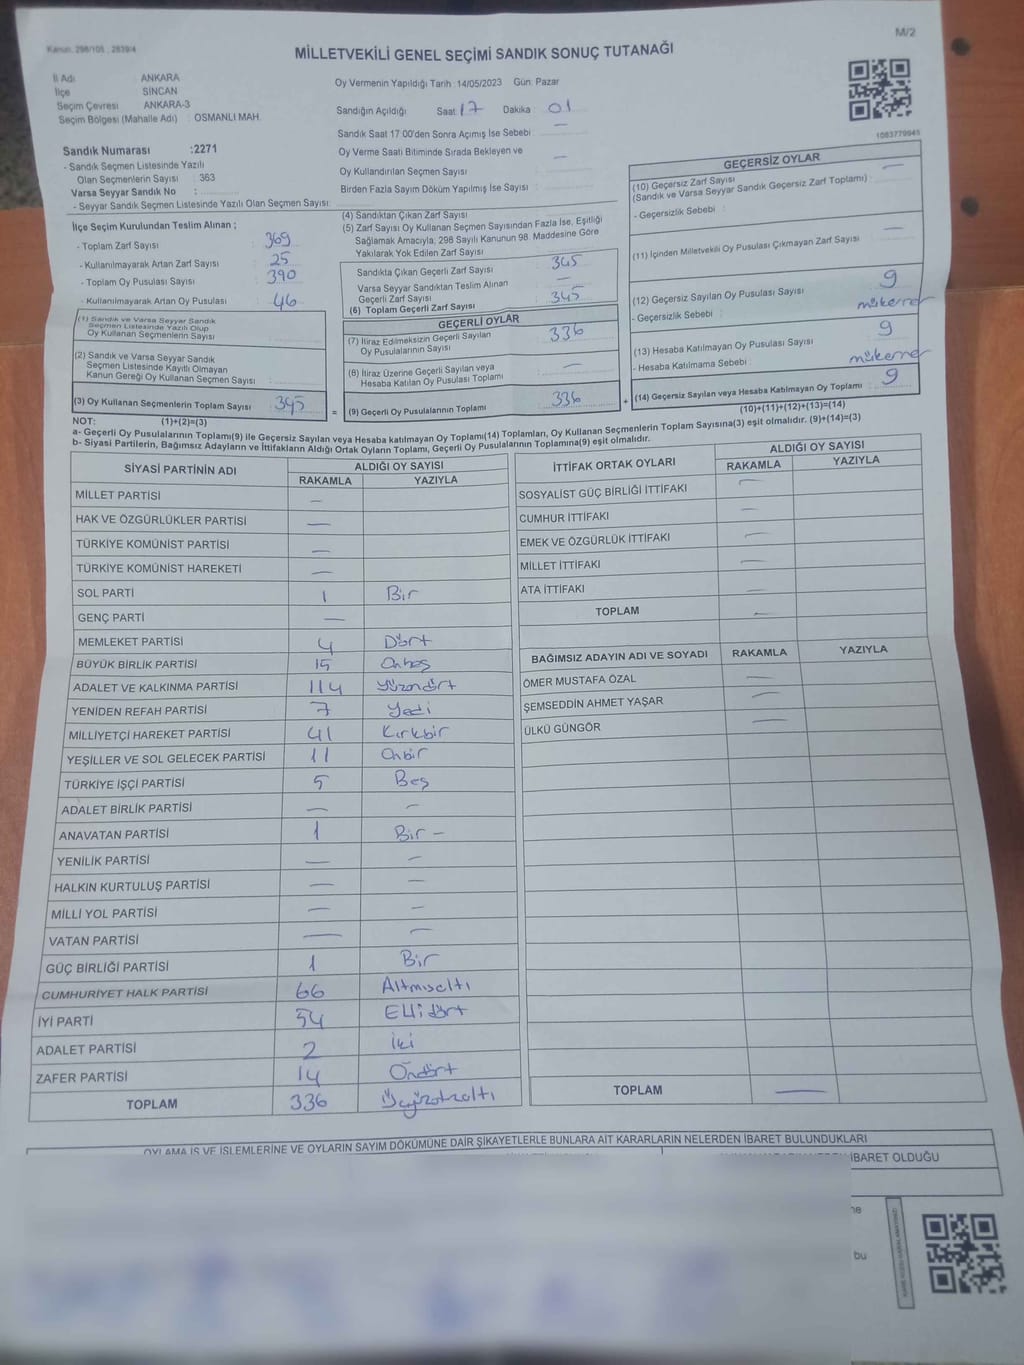 Kanun: 298/105 , 2839/4
M/2
MİLLETVEKİLİ GENEL SEÇİMİ SANDIK SONUÇ TUTANAĞI
İl Adı : ANKARA
İlçe : SİNCAN
Seçim Çevresi : ANKARA-3
Seçim Bölgesi (Mahalle Adı) : OSMANLI MAH.
Oy Vermenin Yapıldığı Tarih :14/05/2023 Gün: Pazar
Sandığın Açıldığı Saat: 17 Dakika : 01
Sandık Saat 17:00'den Sonra Açımış İse Sebebi : —
Oy Verme Saati Bitiminde Sırada Bekleyen ve
Oy Kullandırılan Seçmen Sayısı : —
Birden Fazla Sayım Döküm Yapılmış İse Sayısı :
1083779945
Sandık Numarası :2271
- Sandık Seçmen Listesinde Yazılı
Olan Seçmenlerin Sayısı : 363
Varsa Seyyar Sandık No :
- Seyyar Sandık Seçmen Listesinde Yazılı Olan Seçmen Sayısı:
İlçe Seçim Kurulundan Teslim Alınan ;
- Toplam Zarf Sayısı : 369
- Kullanılmayarak Artan Zarf Sayısı : 25
- Toplam Oy Pusulası Sayısı : 390
- Kullanılmayarak Artan Oy Pusulası : 46
(1) Sandık ve Varsa Seyyar Sandık
Seçmen Listesinde Yazılı Olup
Oy Kullanan Seçmenlerin Sayısı :
(2) Sandık ve Varsa Seyyar Sandık
Seçmen Listesinde Kayıtlı Olmayan
Kanun Gereği Oy Kullanan Seçmen Sayısı :
(3) Oy Kullanan Seçmenlerin Toplam Sayısı : 345
(1)+(2)=(3)
(4) Sandıktan Çıkan Zarf Sayısı :
(5) Zarf Sayısı Oy Kullanan Seçmen Sayısından Fazla İse, Eşitliği
Sağlamak Amacıyla, 298 Sayılı Kanunun 98. Maddesine Göre
Yakılarak Yok Edilen Zarf Sayısı :
Sandıkta Çıkan Geçerli Zarf Sayısı : 345
Varsa Seyyar Sandıktan Teslim Alınan
Geçerli Zarf Sayısı : —
(6) Toplam Geçerli Zarf Sayısı : 345
GEÇERLİ OYLAR
(7) İtiraz Edilmeksizin Geçerli Sayılan
Oy Pusulalarının Sayısı : 336
(8) İtiraz Üzerine Geçerli Sayılan veya
Hesaba Katılan Oy Pusulası Toplamı : —
= (9) Geçerli Oy Pusulalarının Toplamı : 336 +
GEÇERSİZ OYLAR
(10) Geçersiz Zarf Sayısı
(Sandık ve Varsa Seyyar Sandık Geçersiz Zarf Toplamı) : —
- Geçersizlik Sebebi :
(11) İçinden Milletvekili Oy Pusulası Çıkmayan Zarf Sayısı : —
(12) Geçersiz Sayılan Oy Pusulası Sayısı : 9
- Geçersizlik Sebebi : mükerrer
(13) Hesaba Katılmayan Oy Pusulası Sayısı : 9
- Hesaba Katılmama Sebebi : mükerrer
(14) Geçersiz Sayılan veya Hesaba Katılmayan Oy Toplamı : 9
(10)+(11)+(12)+(13)=(14)
NOT:
a- Geçerli Oy Pusulalarının Toplamı(9) ile Geçersiz Sayılan veya Hesaba katılmayan Oy Toplamı(14) Toplamları, Oy Kullanan Seçmenlerin Toplam Sayısına(3) eşit olmalıdır. (9)+(14)=(3)
b- Siyasi Partilerin, Bağımsız Adayların ve İttifakların Aldığı Ortak Oyların Toplamı, Geçerli Oy Pusulalarının Toplamına(9) eşit olmalıdır.
SİYASİ PARTİNİN ADI ALDIĞI OY SAYISI
RAKAMLA YAZIYLA
MİLLET PARTİSİ —
HAK VE ÖZGÜRLÜKLER PARTİSİ —
TÜRKİYE KOMÜNİST PARTİSİ —
TÜRKİYE KOMÜNİST HAREKETİ —
SOL PARTİ 1 Bir
GENÇ PARTİ —
MEMLEKET PARTİSİ 4 Dört
BÜYÜK BİRLİK PARTİSİ 15 Onbeş
ADALET VE KALKINMA PARTİSİ 114 Yüzondört
YENİDEN REFAH PARTİSİ 7 Yedi
MİLLİYETÇİ HAREKET PARTİSİ 41 Kırkbir
YEŞİLLER VE SOL GELECEK PARTİSİ 11 Onbir
TÜRKİYE İŞÇİ PARTİSİ 5 Beş
ADALET BİRLİK PARTİSİ — —
ANAVATAN PARTİSİ 1 Bir -
YENİLİK PARTİSİ — —
HALKIN KURTULUŞ PARTİSİ — —
MİLLİ YOL PARTİSİ — —
VATAN PARTİSİ — —
GÜÇ BİRLİĞİ PARTİSİ 1 Bir
CUMHURİYET HALK PARTİSİ 66 Altmışaltı
İYİ PARTİ 54 Ellidört
ADALET PARTİSİ 2 İki
ZAFER PARTİSİ 14 Ondört
TOPLAM 336 Üçyüzotuzaltı
İTTİFAK ORTAK OYLARI ALDIĞI OY SAYISI
RAKAMLA YAZIYLA
SOSYALİST GÜÇ BİRLİĞİ İTTİFAKI —
CUMHUR İTTİFAKI —
EMEK VE ÖZGÜRLÜK İTTİFAKI —
MİLLET İTTİFAKI —
ATA İTTİFAKI —
TOPLAM —
BAĞIMSIZ ADAYIN ADI VE SOYADI RAKAMLA YAZIYLA
ÖMER MUSTAFA ÖZAL —
ŞEMSEDDİN AHMET YAŞAR —
ÜLKÜ GÜNGÖR —
TOPLAM —
OYLAMA İŞ VE İŞLEMLERİNE VE OYLARIN SAYIM DÖKÜMÜNE DAİR ŞİKAYETLERLE BUNLARA AİT KARARLARIN NELERDEN İBARET BULUNDUKLARI
İBARET OLDUĞU
bu